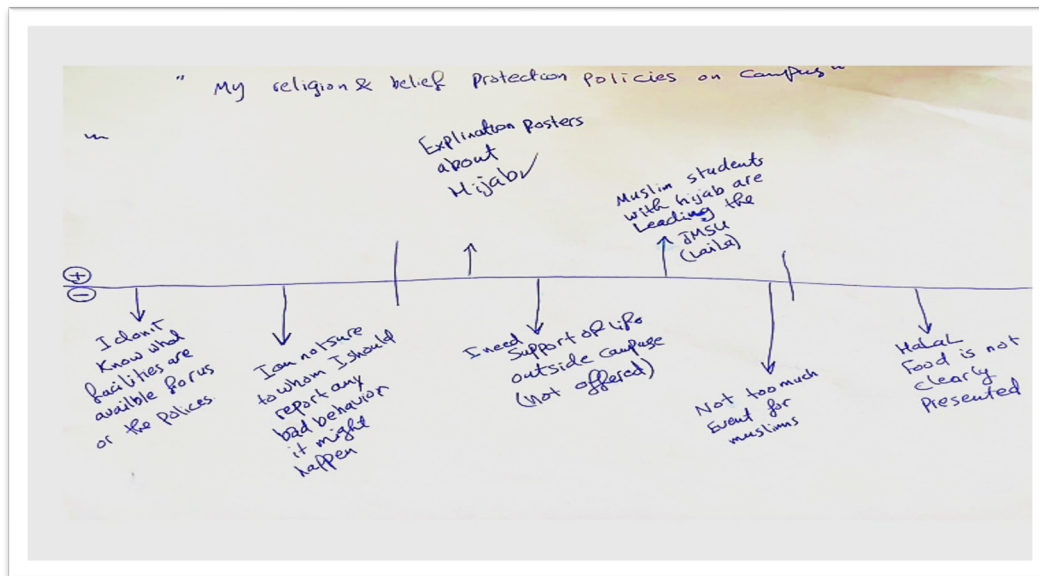 "My religion & belief protection policies on campus"
Explination posters
about
Hijab ✓
Muslim students
with hijab are
Leading the
JMSU
(Laila)
+
-
I don't
Know what
facilities are
availble for us
or the polices.
I am not sure
to whom I should
report any
bad behavior
it might
happen
I need
Support of life
outside campuse
(not offered)
Not too much
Event for
muslims
Halal
Food is not
clearly
Presented